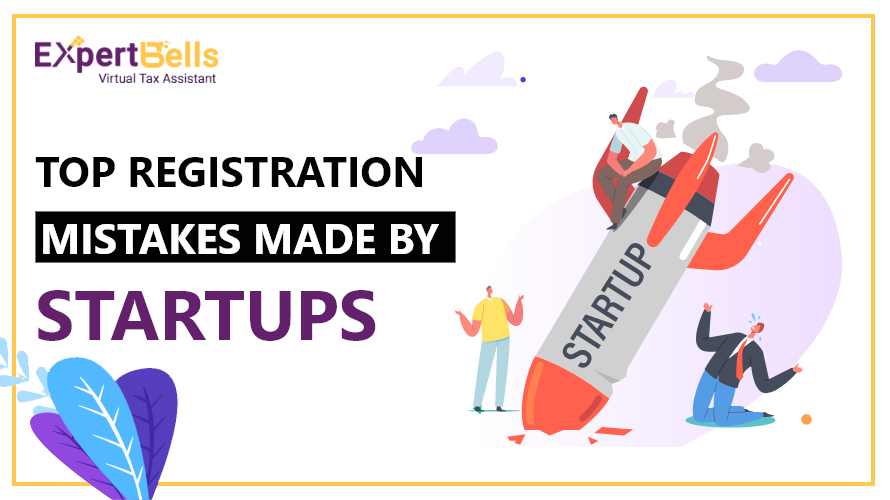 ExpertBells
Virtual Tax Assistant
TOP REGISTRATION
MISTAKES MADE BY
STARTUPS
STARTUP